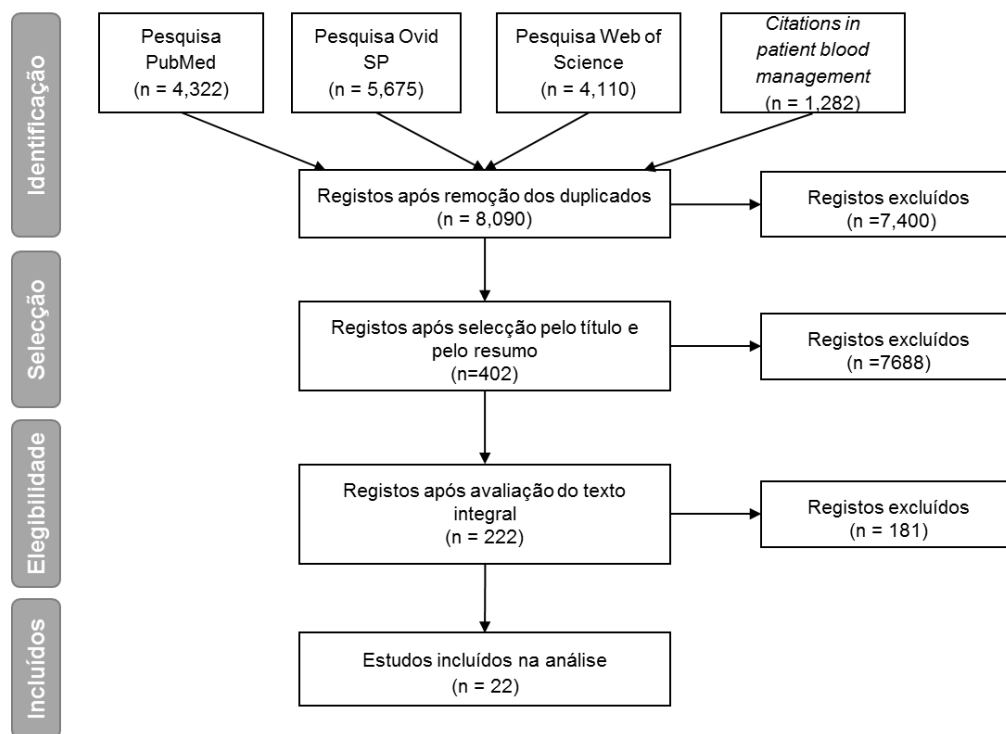 Identificação
Pesquisa
PubMed
(n = 4,322)
Pesquisa Ovid
SP
(n = 5,675)
Pesquisa Web of
Science
(n = 4,110)
Citations in
patient blood
management
(n = 1,282)
Registos após remoção dos duplicados
(n = 8,090)
Registos excluídos
(n =7,400)
Selecção
Registos após selecção pelo título e
pelo resumo
(n=402)
Registos excluídos
(n =7688)
Elegibilidade
Registos após avaliação do texto
integral
(n = 222)
Registos excluídos
(n = 181)
Incluídos
Estudos incluídos na análise
(n = 22)